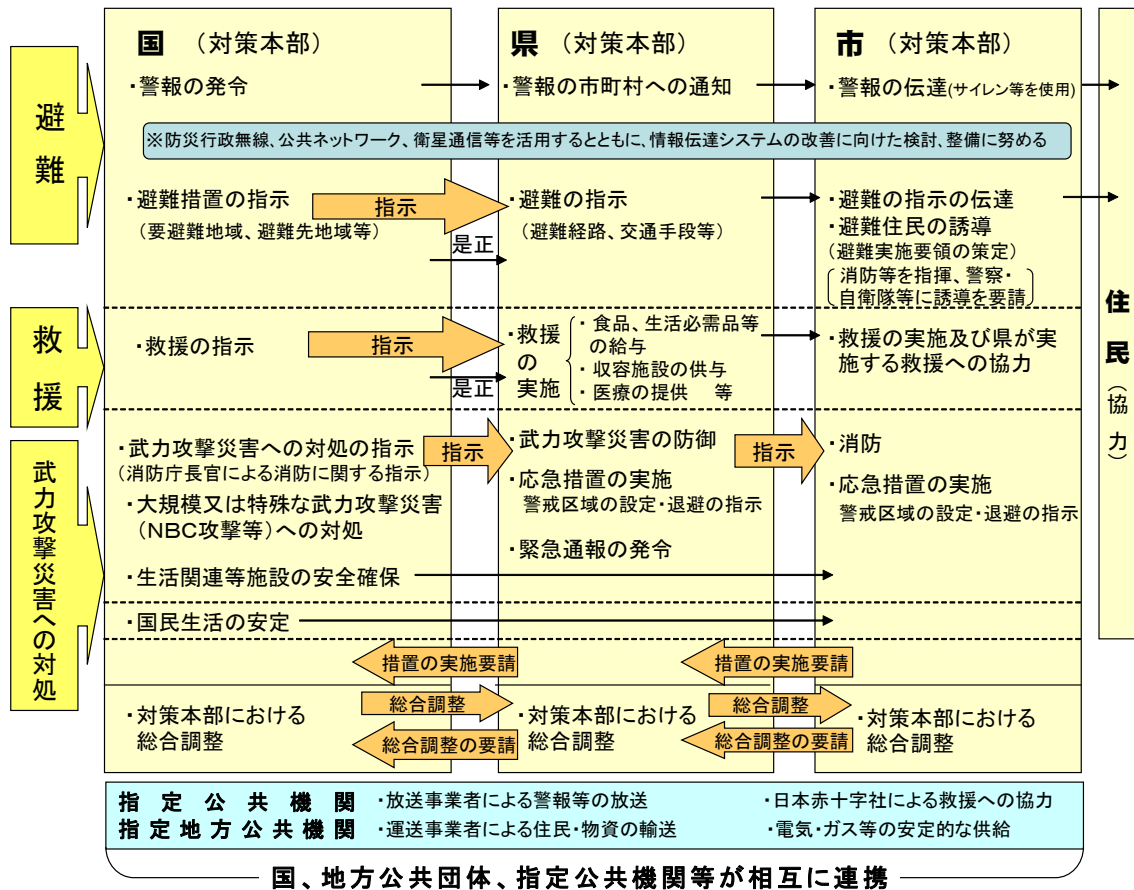 国（対策本部）
県（対策本部）
市（対策本部）
避難
・警報の発令
・警報の市町村への通知
・警報の伝達(サイレン等を使用)
※防災行政無線、公共ネットワーク、衛星通信等を活用するとともに、情報伝達システムの改善に向けた検討、整備に努める
・避難措置の指示
（要避難地域、避難先地域等）
指示
是正
・避難の指示
（避難経路、交通手段等）
・避難の指示の伝達
・避難住民の誘導
（避難実施要領の策定）
消防等を指揮、警察・
自衛隊等に誘導を要請
救援
・救援の指示
指示
是正
・救援
の
実施
・食品、生活必需品等
の給与
・収容施設の供与
・医療の提供　等
・救援の実施及び県が実
施する救援への協力
武力攻撃災害への対処
・武力攻撃災害への対処の指示
（消防庁長官による消防に関する指示）
指示
・大規模又は特殊な武力攻撃災害
（NBC攻撃等）への対処
・武力攻撃災害の防御
・応急措置の実施
警戒区域の設定・退避の指示
・緊急通報の発令
指示
・消防
・応急措置の実施
警戒区域の設定・退避の指示
・生活関連等施設の安全確保
・国民生活の安定
措置の実施要請
措置の実施要請
・対策本部における
総合調整
総合調整
総合調整の要請
・対策本部における
総合調整
総合調整
総合調整の要請
・対策本部における
総合調整
住民（協力）
指定公共機関
指定地方公共機関
・放送事業者による警報等の放送
・運送事業者による住民・物資の輸送
・日本赤十字社による救援への協力
・電気・ガス等の安定的な供給
国、地方公共団体、指定公共機関等が相互に連携